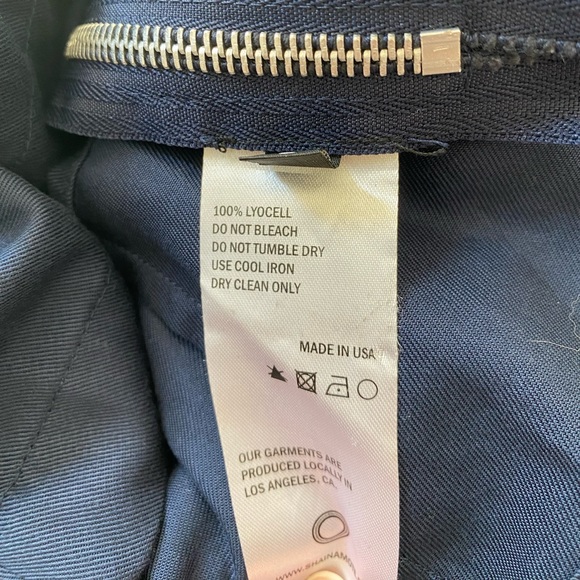 100% LYOCELL
DO NOT BLEACH
DO NOT TUMBLE DRY
USE COOL IRON
DRY CLEAN ONLY
MADE IN USA
OUR GARMENTS ARE
PRODUCED LOCALLY IN
LOS ANGELES, CA.